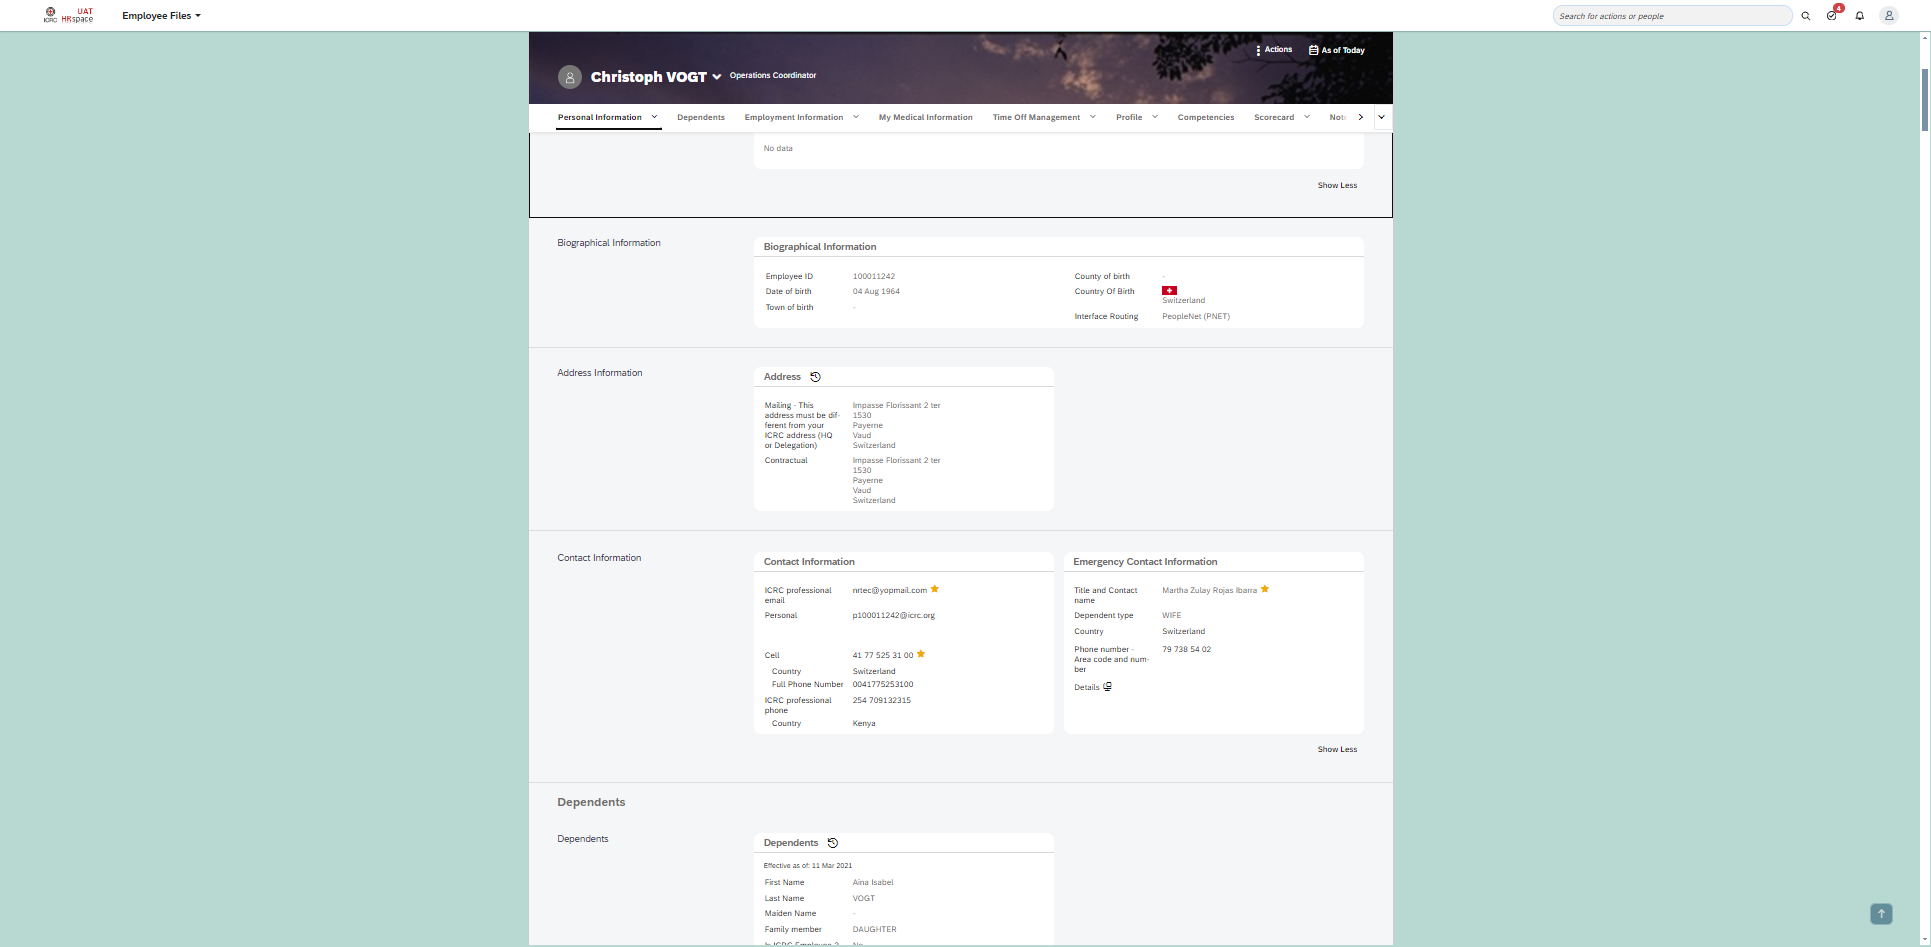 ICRC
UAT
HRspace
Employee Files
Search for actions or people
4
Actions
As of Today
Christoph VOGT
Operations Coordinator
Personal Information
Dependents
Employment Information
My Medical Information
Time Off Management
Profile
Competencies
Scorecard
No data
Show Less
Biographical Information
Biographical Information
Employee ID 100011242
Date of birth 04 Aug 1964
Town of birth -
County of birth -
Country Of Birth
Switzerland
Interface Routing PeopleNet (PNET)
Address Information
Address
Mailing - This Impasse Florissant 2 ter
address must be dif- 1530
ferent from your Payerne
ICRC address (HQ Vaud
or Delegation) Switzerland
Contractual Impasse Florissant 2 ter
1530
Payerne
Vaud
Switzerland
Contact Information
Contact Information
ICRC professional nrtec@yopmail.com
email
Personal p100011242@icrc.org
Cell 41 77 525 31 00
Country Switzerland
Full Phone Number 0041775253100
ICRC professional 254 709132315
phone
Country Kenya
Emergency Contact Information
Title and Contact Martha Zulay Rojas Ibarra
name
Dependent type WIFE
Country Switzerland
Phone number - 79 738 54 02
Area code and num-
ber
Details
Show Less
Dependents
Dependents
Dependents
Effective as of: 11 Mar 2021
First Name Aina Isabel
Last Name VOGT
Maiden Name -
Family member DAUGHTER
Is ICRC Employee ? No